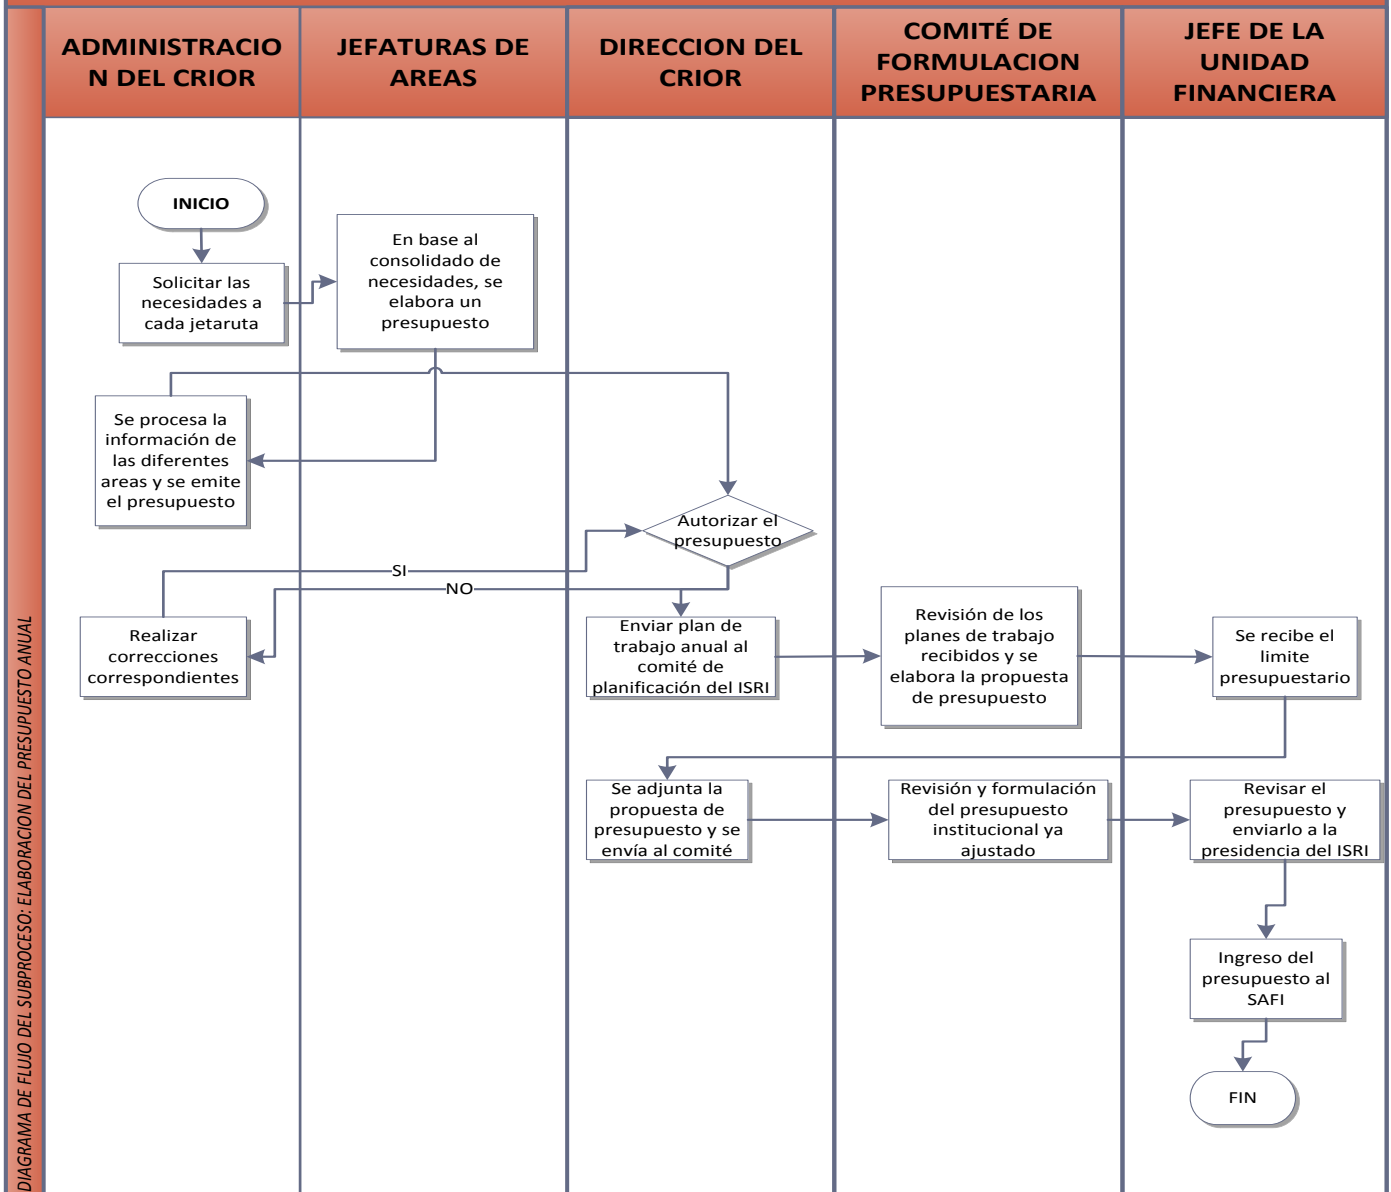 ADMINISTRACIO
N DEL CRIOR
JEFATURAS DE
AREAS
DIRECCION DEL
CRIOR
COMITÉ DE
FORMULACION
PRESUPUESTARIA
JEFE DE LA
UNIDAD
FINANCIERA
DIAGRAMA DE FLUJO DEL SUBPROCESO: ELABORACION DEL PRESUPUESTO ANUAL
INICIO
Solicitar las
necesidades a
cada jetaruta
En base al
consolidado de
necesidades, se
elabora un
presupuesto
Se procesa la
información de
las diferentes
areas y se emite
el presupuesto
Autorizar el
presupuesto
SI
NO
Realizar
correcciones
correspondientes
Enviar plan de
trabajo anual al
comité de
planificación del ISRI
Revisión de los
planes de trabajo
recibidos y se
elabora la propuesta
de presupuesto
Se recibe el
limite
presupuestario
Se adjunta la
propuesta de
presupuesto y se
envía al comité
Revisión y formulación
del presupuesto
institucional ya
ajustado
Revisar el
presupuesto y
enviarlo a la
presidencia del ISRI
Ingreso del
presupuesto al
SAFI
FIN